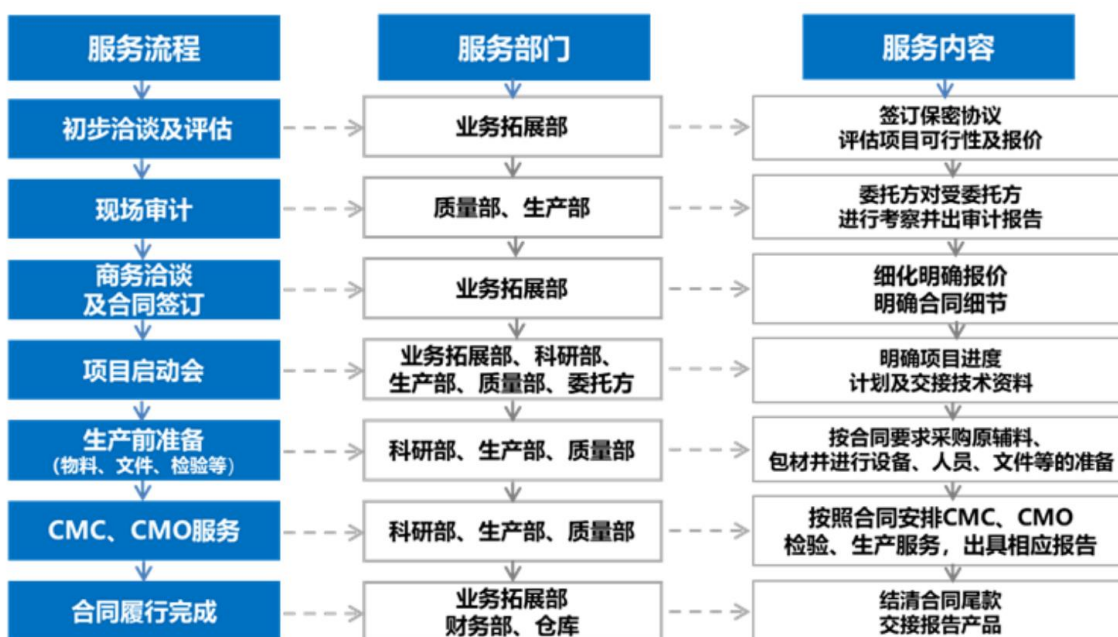 服务流程
服务部门
服务内容
初步洽谈及评估
业务拓展部
签订保密协议
评估项目可行性及报价
现场审计
质量部、生产部
委托方对受委托方
进行考察并出审计报告
商务洽谈
及合同签订
业务拓展部
细化明确报价
明确合同细节
项目启动会
业务拓展部、科研部、
生产部、质量部、委托方
明确项目进度
计划及交接技术资料
生产前准备
(物料、文件、检验等)
科研部、生产部、质量部
按合同要求采购原辅料、
包材并进行设备、人员、文件等的准备
CMC、CMO服务
科研部、生产部、质量部
按照合同安排CMC、CMO
检验、生产服务，出具相应报告
合同履行完成
业务拓展部
财务部、仓库
结清合同尾款
交接报告产品